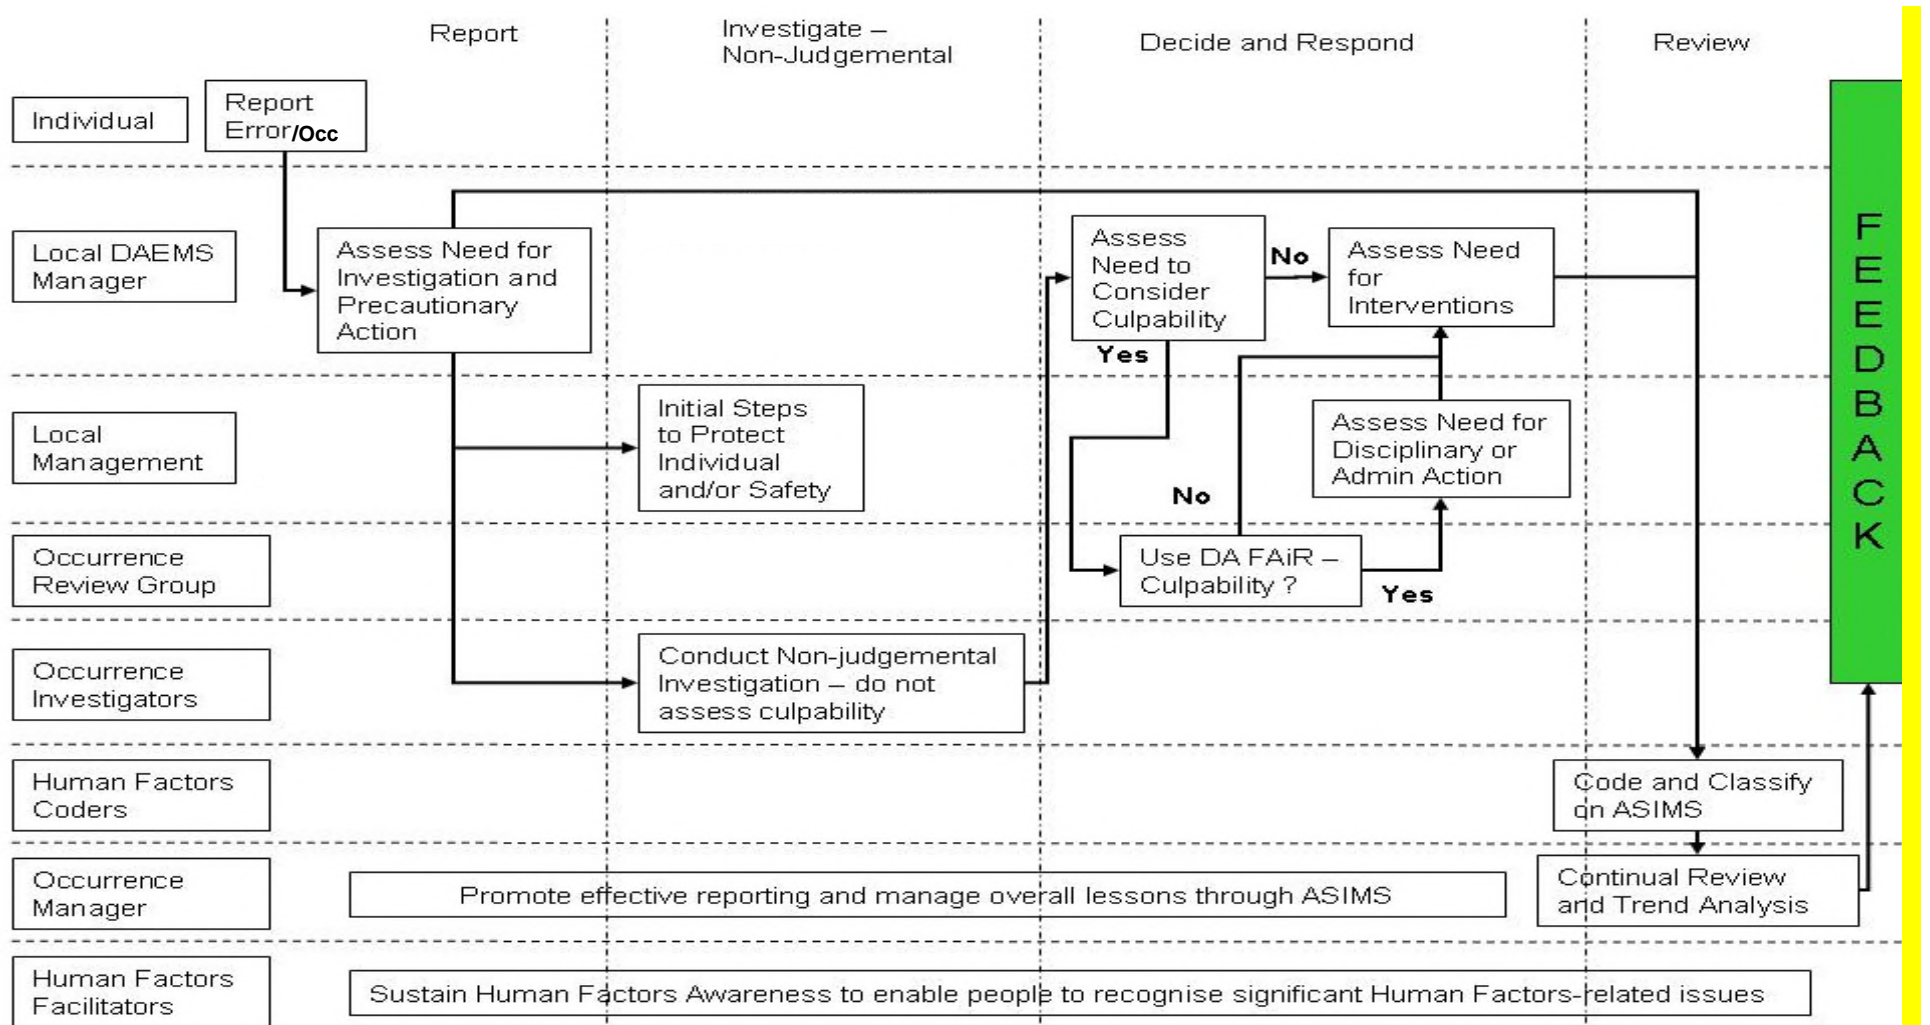 Report
Investigate –
Non-Judgemental
Decide and Respond
Review
Individual
Report
Error/Occ
Local DAEMS
Manager
Assess Need for
Investigation and
Precautionary
Action
Assess
Need to
Consider
Culpability
No
Yes
Assess Need
for
Interventions
Local
Management
Initial Steps
to Protect
Individual
and/or Safety
Assess Need for
Disciplinary or
Admin Action
No
Occurrence
Review Group
Use DA FAiR –
Culpability ?
Yes
Occurrence
Investigators
Conduct Non-judgemental
Investigation – do not
assess culpability
Human Factors
Coders
Code and Classify
on ASIMS
Occurrence
Manager
Promote effective reporting and manage overall lessons through ASIMS
Continual Review
and Trend Analysis
Human Factors
Facilitators
Sustain Human Factors Awareness to enable people to recognise significant Human Factors-related issues
F
E
E
D
B
A
C
K